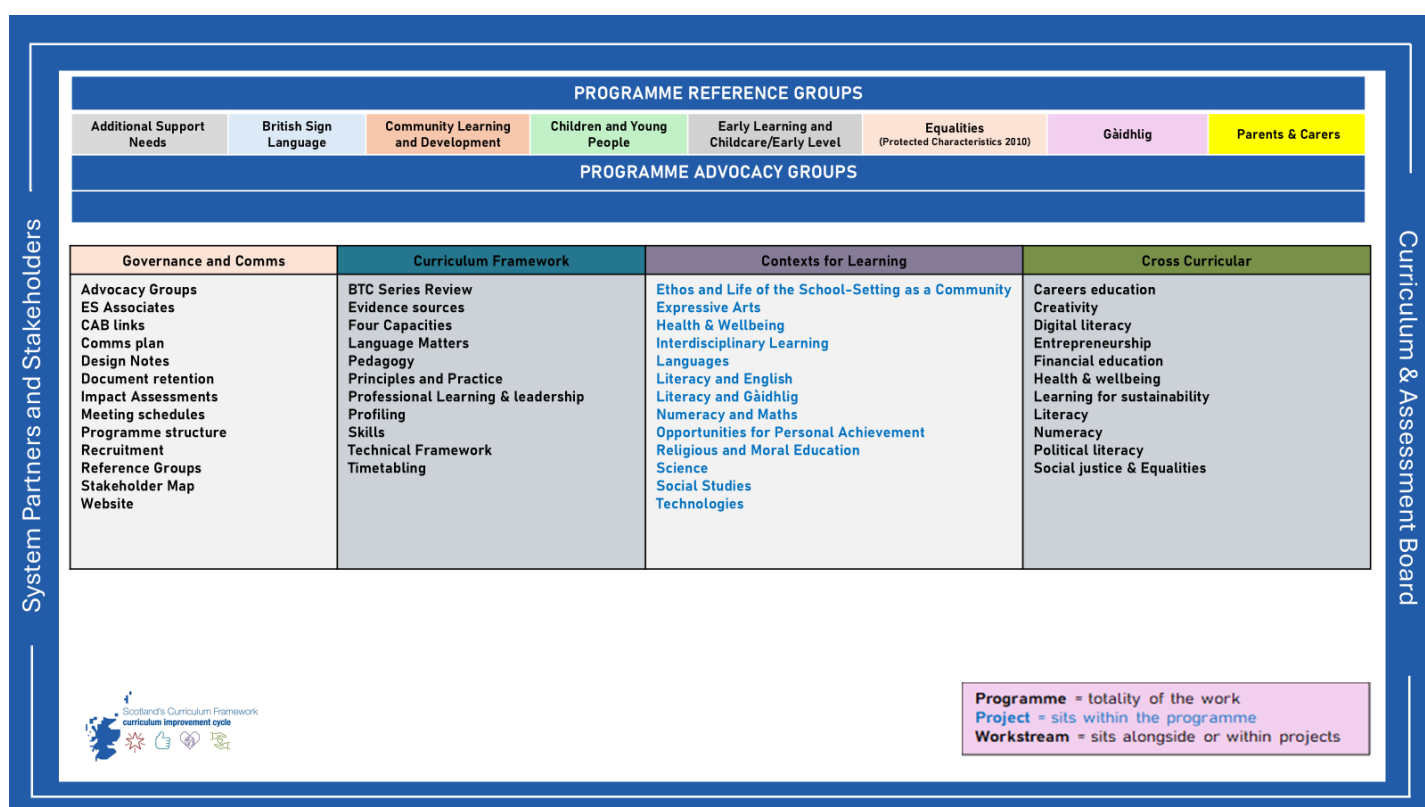 PROGRAMME REFERENCE GROUPS
Additional Support
Needs
British Sign
Language
Community Learning
and Development
Children and Young
People
Early Learning and
Childcare/Early Level
Equalities
(Protected Characteristics 2010)
Gàidhlig
Parents & Carers
PROGRAMME ADVOCACY GROUPS
System Partners and Stakeholders
Governance and Comms
Advocacy Groups
ES Associates
CAB links
Comms plan
Design Notes
Document retention
Impact Assessments
Meeting schedules
Programme structure
Recruitment
Reference Groups
Stakeholder Map
Website
Curriculum Framework
BTC Series Review
Evidence sources
Four Capacities
Language Matters
Pedagogy
Principles and Practice
Professional Learning & leadership
Profiling
Skills
Technical Framework
Timetabling
Contexts for Learning
Ethos and Life of the School-Setting as a Community
Expressive Arts
Health & Wellbeing
Interdisciplinary Learning
Languages
Literacy and English
Literacy and Gàidhlig
Numeracy and Maths
Opportunities for Personal Achievement
Religious and Moral Education
Science
Social Studies
Technologies
Cross Curricular
Careers education
Creativity
Digital literacy
Entrepreneurship
Financial education
Health & wellbeing
Learning for sustainability
Literacy
Numeracy
Political literacy
Social justice & Equalities
Curriculum & Assessment Board
Scotland's Curriculum Framework
curriculum improvement cycle
Programme = totality of the work
Project = sits within the programme
Workstream = sits alongside or within projects